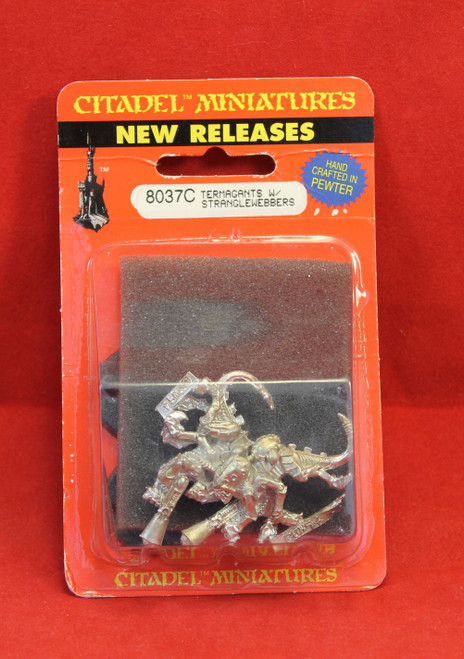 CITADEL™ MINIATURES
NEW RELEASES
TM
8037C TERMAGANTS W/
STRANGLEWEBBERS
HAND
CRAFTED IN
PEWTER
CITADEL™ MINIATURES